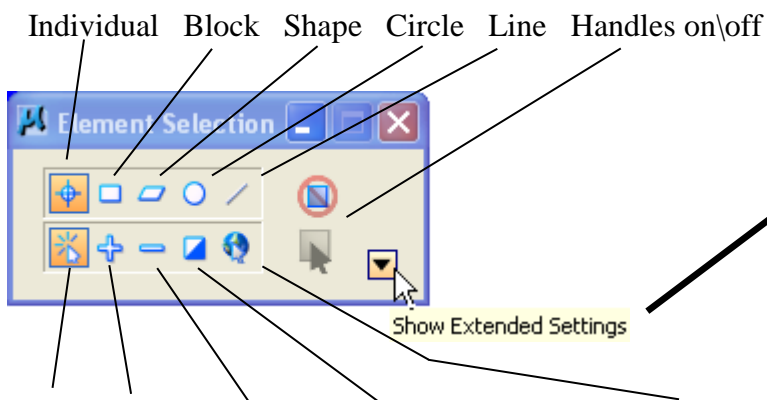 Individual Block Shape Circle Line Handles on\off
Element Selection
Show Extended Settings